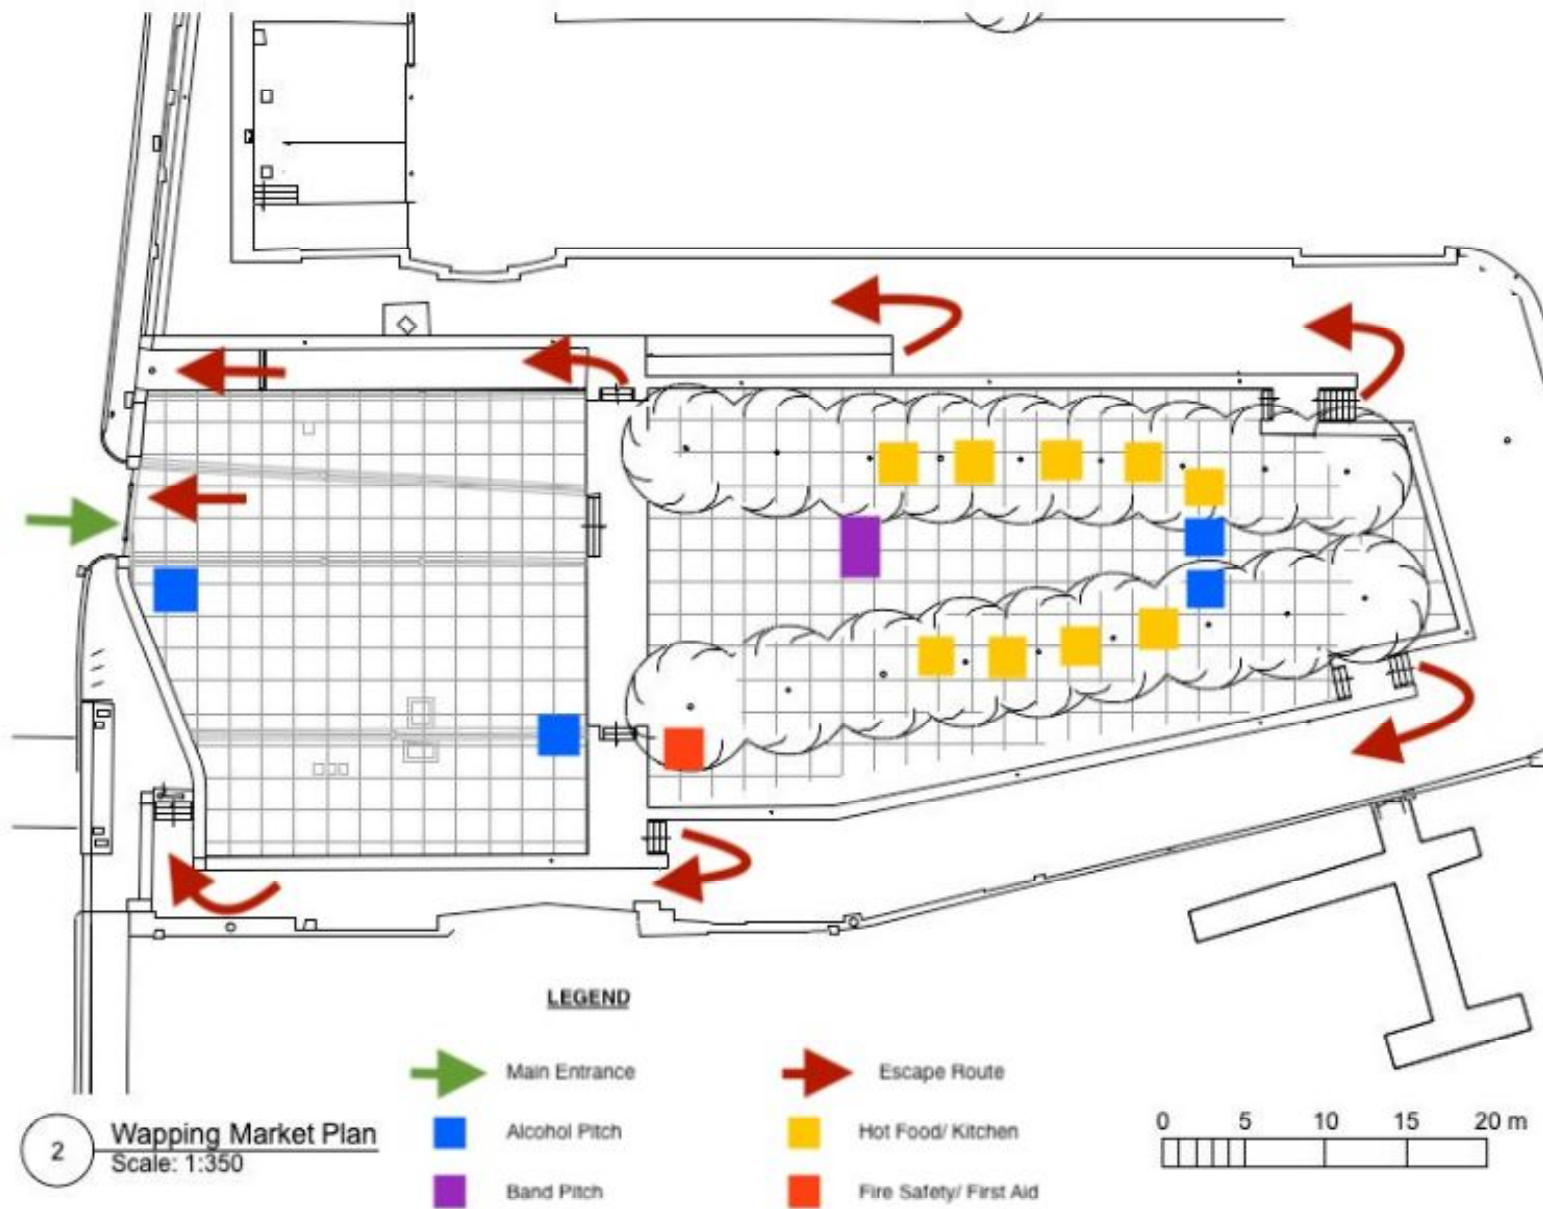 LEGEND
Main Entrance
Escape Route
Alcohol Pitch
Hot Food/ Kitchen
Band Pitch
Fire Safety/ First Aid
2
Wapping Market Plan
Scale: 1:350
0 5 10 15 20 m